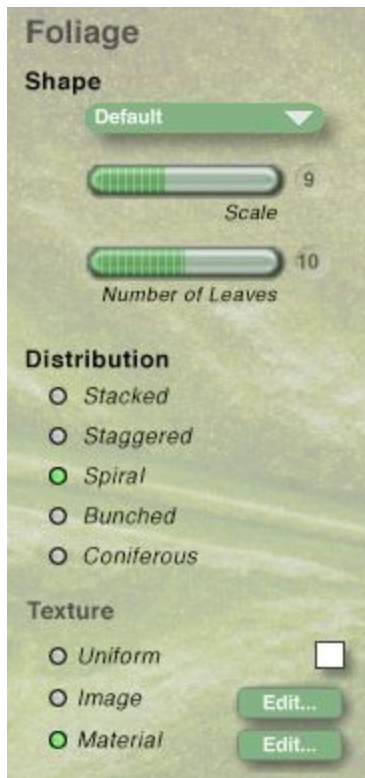 Foliage
Shape
Default
9
Scale
10
Number of Leaves
Distribution
Stacked
Staggered
Spiral
Bunched
Coniferous
Texture
Uniform
Image Edit...
Material Edit...